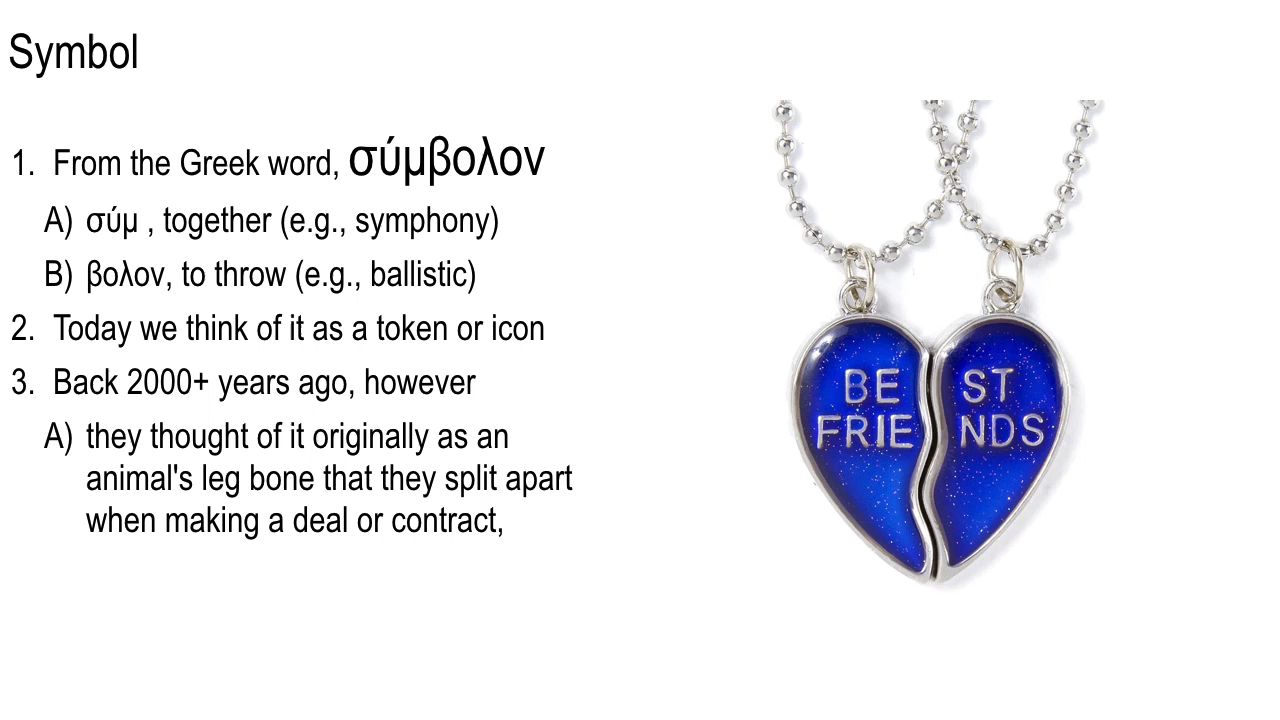 Symbol
1. From the Greek word, σύμβολον
A) σύμ , together (e.g., symphony)
B) βολον, to throw (e.g., ballistic)
2. Today we think of it as a token or icon
3. Back 2000+ years ago, however
A) they thought of it originally as an
animal's leg bone that they split apart
when making a deal or contract,
BE ST
FRIE NDS